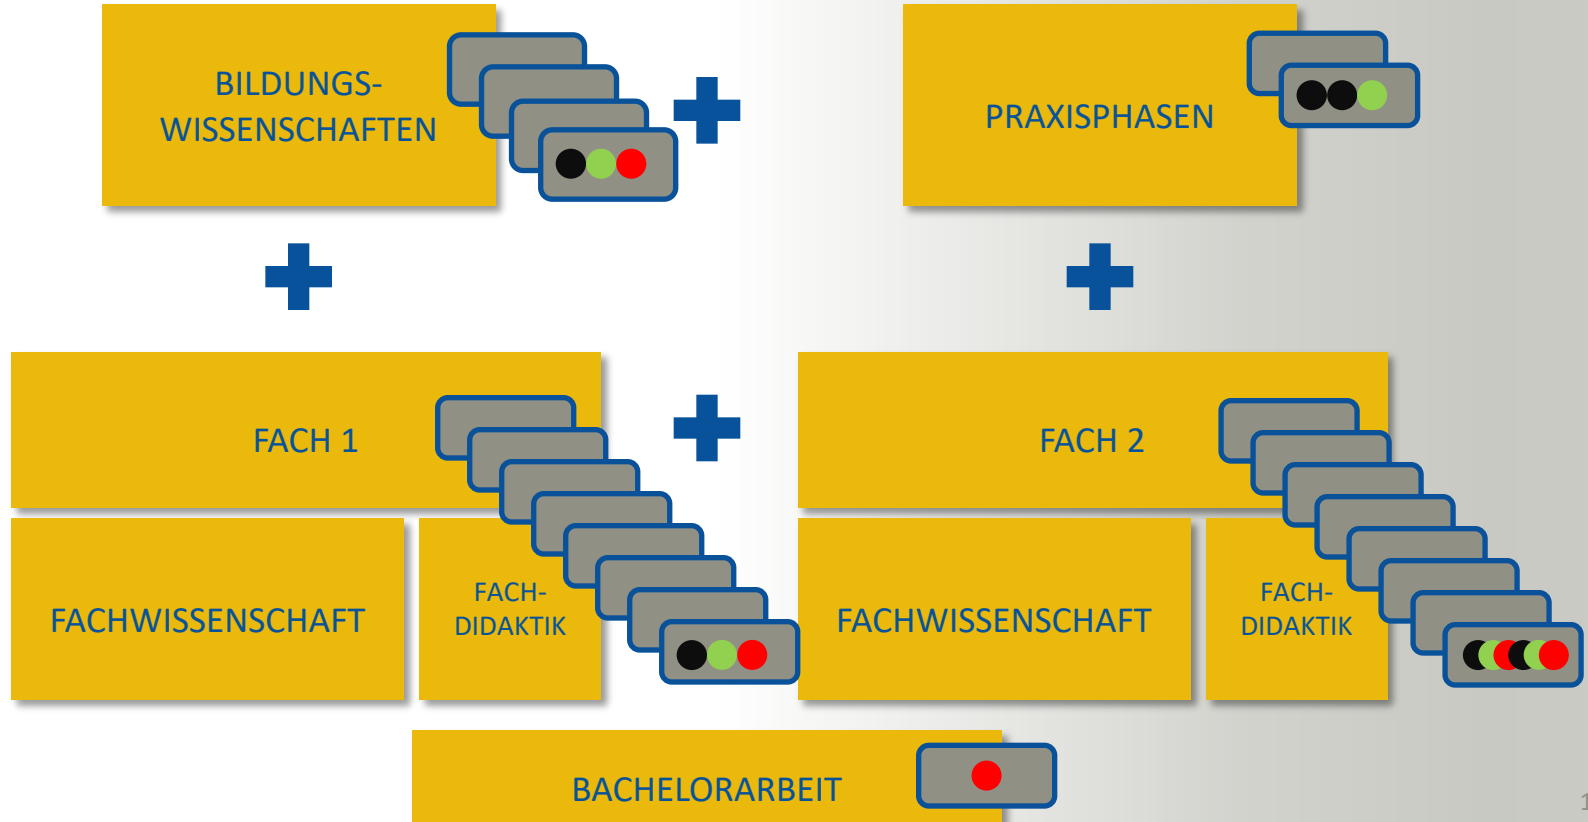 BILDUNGS-
WISSENSCHAFTEN
PRAXISPHASEN
FACH 1
FACH 2
FACHWISSENSCHAFT
FACH-
DIDAKTIK
FACHWISSENSCHAFT
FACH-
DIDAKTIK
BACHELORARBEIT